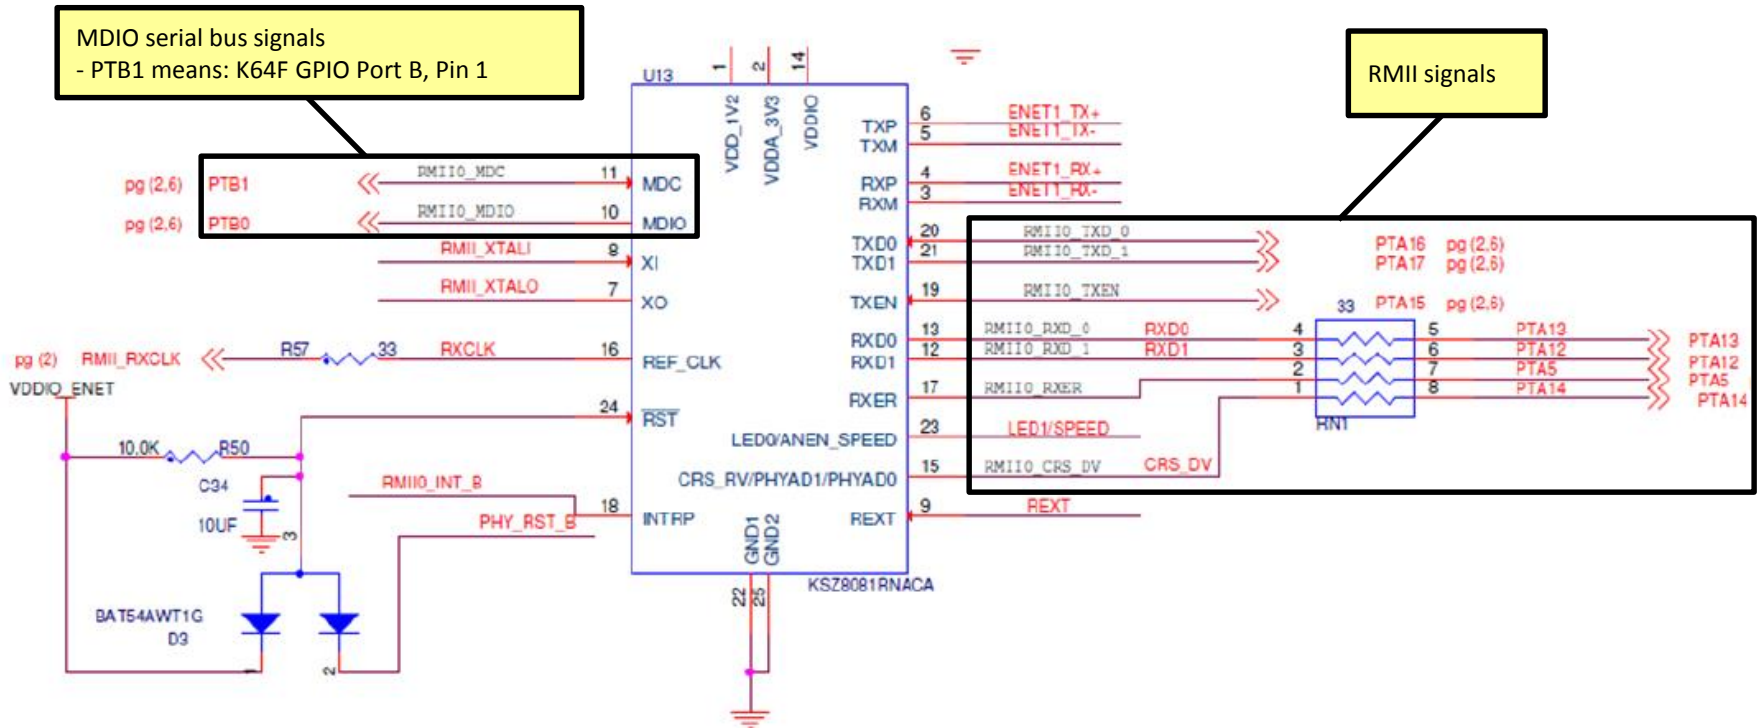 MDIO serial bus signals
- PTB1 means: K64F GPIO Port B, Pin 1
RMII signals
U13
1
2
14
VDD_1V2
VDDA_3V3
VDDIO
TXP 6 ENET1_TX+
TXM 5 ENET1_TX-
RXP 4 ENET1_RX+
RXM 3 ENET1_RX-
pg (2,6) PTB1 RMII0_MDC 11 MDC
pg (2,6) PTB0 RMII0_MDIO 10 MDIO
RMII_XTALI 8 XI
RMII_XTALO 7 XO
TXD0 20 RMII0_TXD_0 PTA16 pg (2,6)
TXD1 21 RMII0_TXD_1 PTA17 pg (2,6)
TXEN 19 RMII0_TXEN PTA15 pg (2,6)
33
RXD0 13 RMII0_RXD_0 RXD0 4 5 PTA13 PTA13
RXD1 12 RMII0_RXD_1 RXD1 3 6 PTA12 PTA12
2 7 PTA5 PTA5
1 8 PTA14 PTA14
RN1
pg (2) RMII_RXCLK R57 33 RXCLK 16 REF_CLK
VDDIO_ENET
RXER 17 RMII0_RXER
24 RST
LED0/ANEN_SPEED 23 LED1/SPEED
10.0K R50
CRS_RV/PHYAD1/PHYAD0 15 RMII0_CRS_DV CRS_DV
C34
10UF
RMII0_INT_B 18 INTRP
PHY_RST_B
REXT 9 REXT
3
GND1
GND2
KSZ8081RNACA
22
25
BAT54AWT1G
D3
1
2